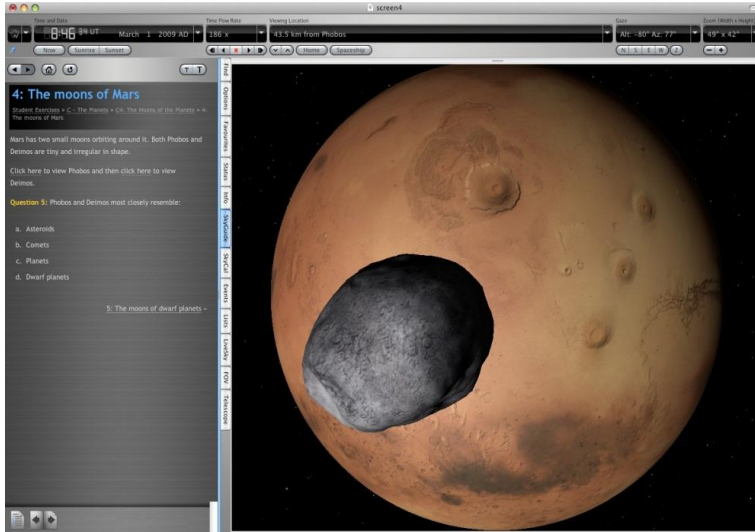 screen4
Time and Date
Time Flow Rate
Viewing Location
Gaze
Zoom (Width x Height)
8:46 34 UT March 1 2009 AD
186 x
43.5 km from Phobos
Alt: -80° Az: 77°
49° x 42°
Now
Sunrise
Sunset
Home
Spaceship
N S E W Z
T T
4: The moons of Mars
Student Exercises » C - The Planets » C4: The Moons of the Planets » 4:
The moons of Mars
Mars has two small moons orbiting around it. Both Phobos and
Deimos are tiny and irregular in shape.
Click here to view Phobos and then click here to view
Deimos.
Question 5: Phobos and Deimos most closely resemble:
a. Asteroids
b. Comets
c. Planets
d. Dwarf planets
5: The moons of dwarf planets »
Find
Options
Favourites
Status
Info
SkyGuide
SkyCal
Events
Lists
LiveSky
FOV
Telescope